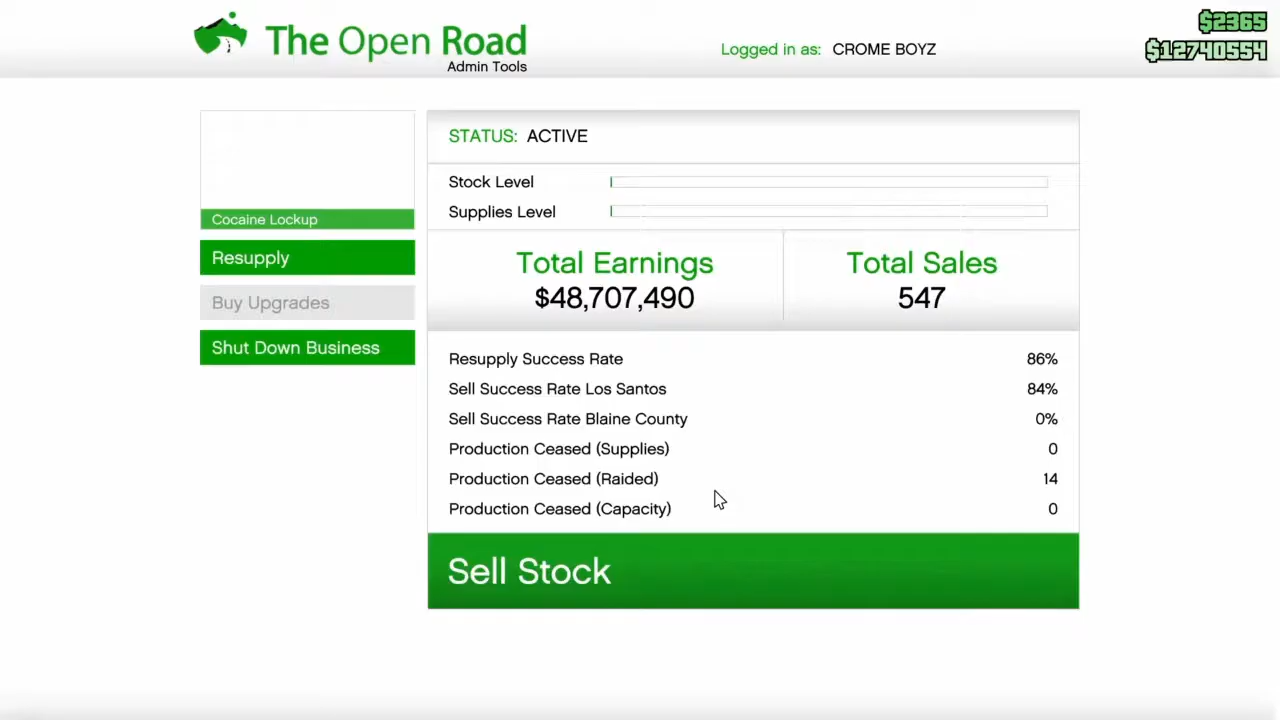 The Open Road
Admin Tools
Logged in as: CROME BOYZ
$2365
$12740554
Cocaine Lockup
Resupply
Buy Upgrades
Shut Down Business
STATUS: ACTIVE
Stock Level
Supplies Level
Total Earnings
$48,707,490
Total Sales
547
Resupply Success Rate 86%
Sell Success Rate Los Santos 84%
Sell Success Rate Blaine County 0%
Production Ceased (Supplies) 0
Production Ceased (Raided) 14
Production Ceased (Capacity) 0
Sell Stock